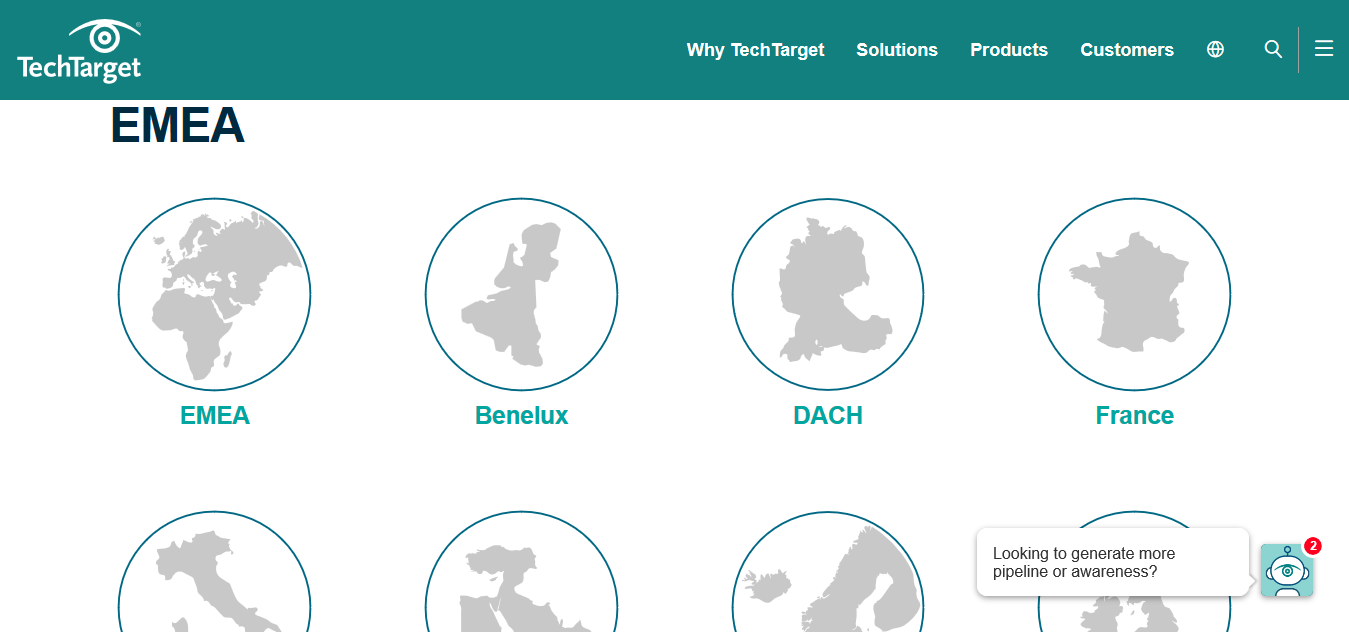 TechTarget
Why TechTarget Solutions Products Customers
EMEA
EMEA Benelux DACH France
Looking to generate more
pipeline or awareness?
2